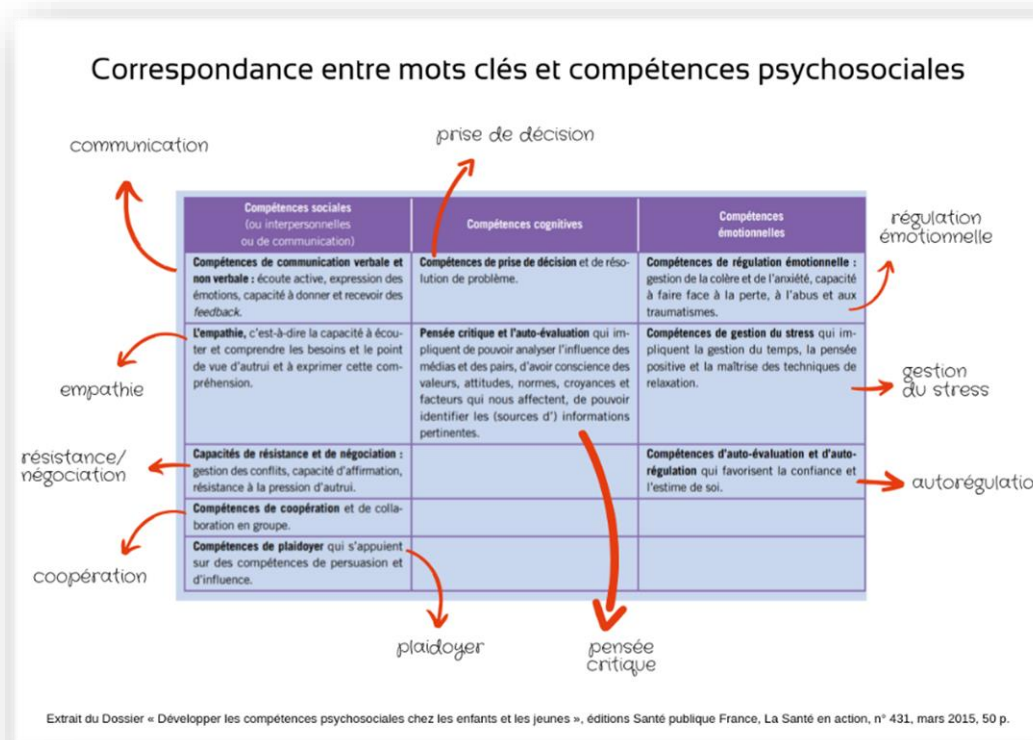 Correspondance entre mots clés et compétences psychosociales
communication
prise de décision
régulation
émotionnelle
empathie
gestion
du stress
résistance/
négociation
autorégulatio
coopération
plaidoyer
pensée
critique
Compétences sociales
(ou interpersonnelles
ou de communication)
Compétences cognitives
Compétences
émotionnelles
Compétences de communication verbale et
non verbale : écoute active, expression des
émotions, capacité à donner et recevoir des
feedback.
Compétences de prise de décision et de réso-
lution de problème.
Compétences de régulation émotionnelle :
gestion de la colère et de l'anxiété, capacité
à faire face à la perte, à l'abus et aux
traumatismes.
L'empathie, c'est-à-dire la capacité à écou-
ter et comprendre les besoins et le point
de vue d'autrui et à exprimer cette com-
préhension.
Pensée critique et l'auto-évaluation qui im-
pliquent de pouvoir analyser l'influence des
médias et des pairs, d'avoir conscience des
valeurs, attitudes, normes, croyances et
facteurs qui nous affectent, de pouvoir
identifier les (sources d') informations
pertinentes.
Compétences de gestion du stress qui im-
pliquent la gestion du temps, la pensée
positive et la maîtrise des techniques de
relaxation.
Capacités de résistance et de négociation :
gestion des conflits, capacité d'affirmation,
résistance à la pression d'autrui.
Compétences d'auto-évaluation et d'auto-
régulation qui favorisent la confiance et
l'estime de soi.
Compétences de coopération et de colla-
boration en groupe.
Compétences de plaidoyer qui s'appuient
sur des compétences de persuasion et
d'influence.
Extrait du Dossier « Développer les compétences psychosociales chez les enfants et les jeunes », éditions Santé publique France, La Santé en action, n° 431, mars 2015, 50 p.